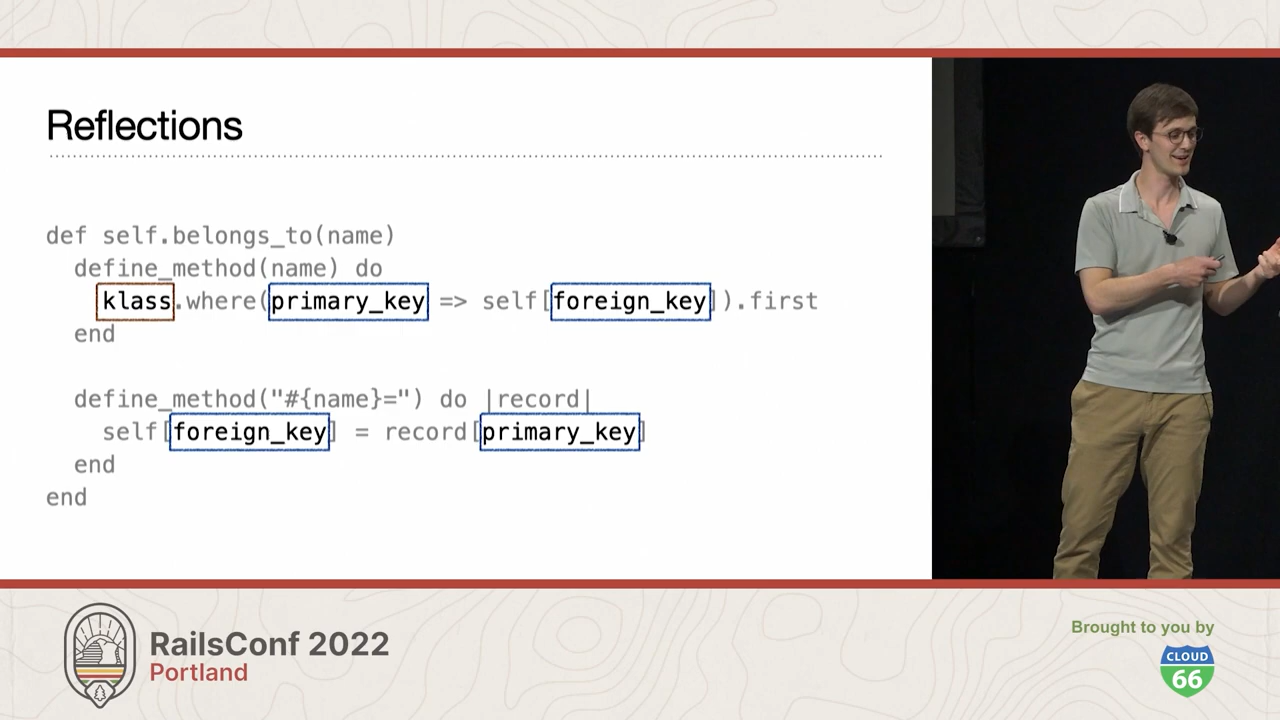 Reflections
def self.belongs_to(name)
  define_method(name) do
    klass.where(primary_key => self[foreign_key]).first
  end
  define_method("#{name}=") do |record|
    self[foreign_key] = record[primary_key]
  end
end
RailsConf 2022
Portland
Brought to you by
CLOUD
66